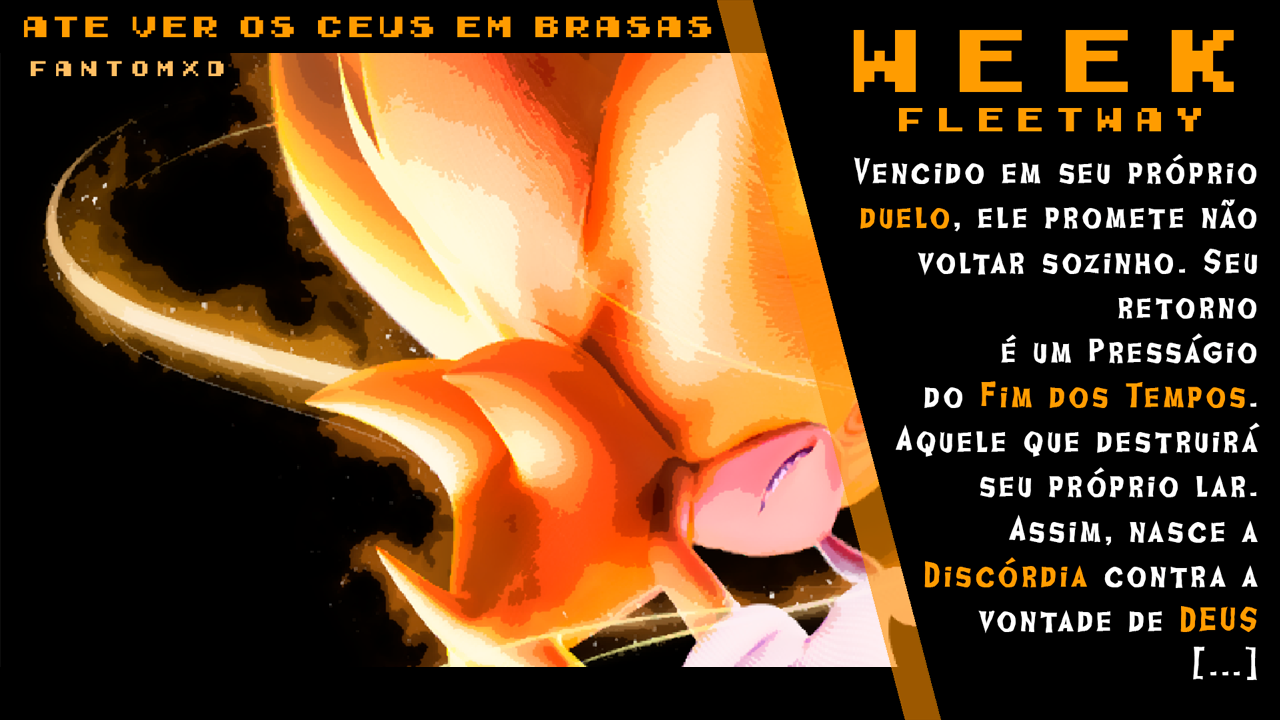 ATE VER OS CEUS EM BRASAS
FANTOMXD
WEEK
FLEETWAY
Vencido em seu próprio
duelo, ele promete não
voltar sozinho. Seu
retorno
é um Presságio
do Fim dos Tempos.
Aquele que destruirá
seu próprio lar.
Assim, nasce a
Discórdia contra a
vontade de DEUS
[...]